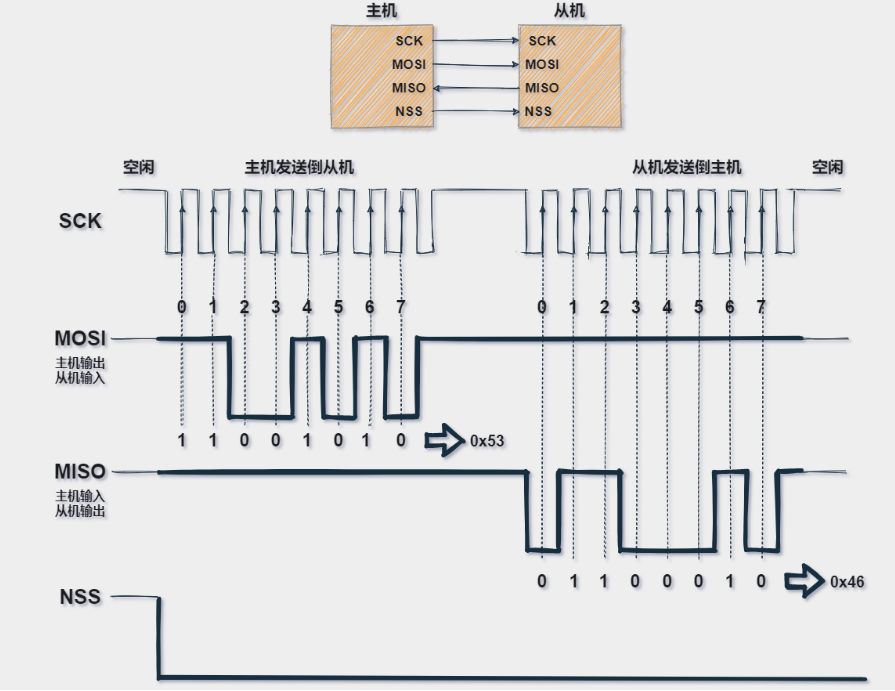 主机 从机
SCK SCK
MOSI MOSI
MISO MISO
NSS NSS
空闲 主机发送倒从机 从机发送倒主机 空闲
SCK
0 1 2 3 4 5 6 7 0 1 2 3 4 5 6 7
MOSI
主机输出
从机输入
1 1 0 0 1 0 1 0 0x53
MISO
主机输入
从机输出
0 1 1 0 0 0 1 0 0x46
NSS